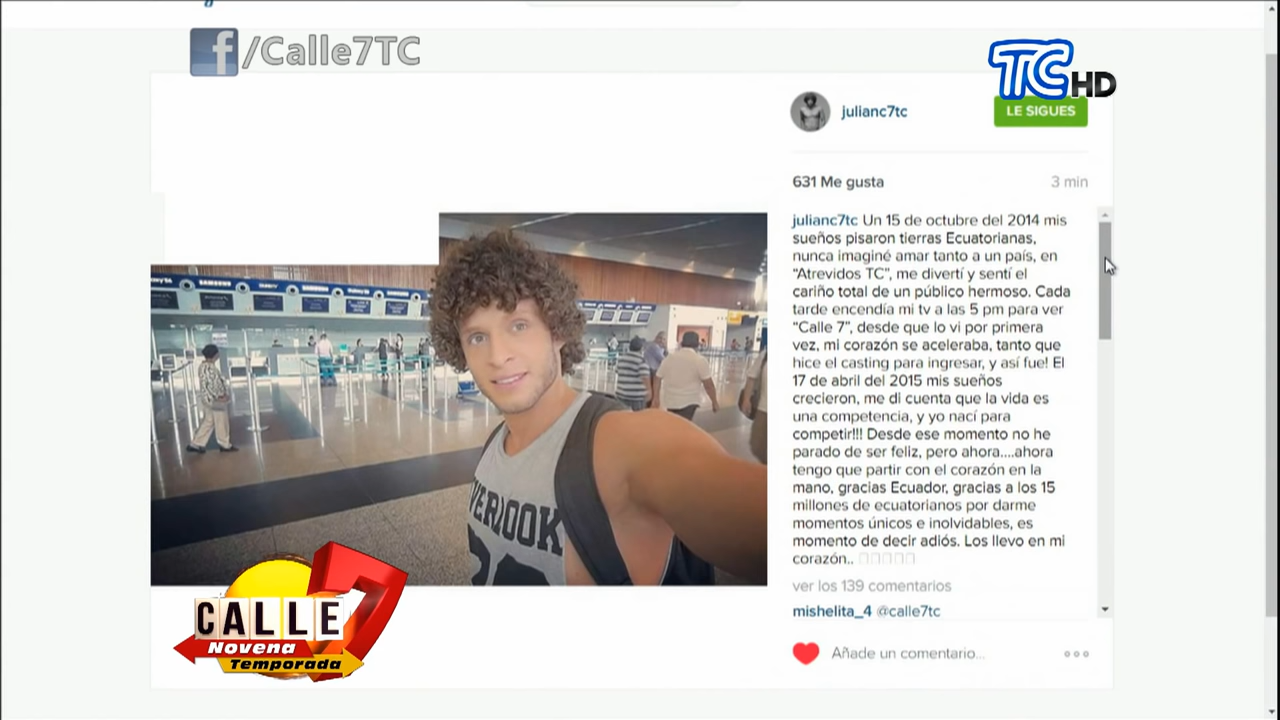 /Calle7TC
TC HD
julianc7tc
LE SIGUES
631 Me gusta
3 min
julianc7tc Un 15 de octubre del 2014 mis
sueños pisaron tierras Ecuatorianas,
nunca imaginé amar tanto a un país, en
“Atrevidos TC”, me divertí y sentí el
cariño total de un público hermoso. Cada
tarde encendía mi tv a las 5 pm para ver
“Calle 7”, desde que lo vi por primera
vez, mi corazón se aceleraba, tanto que
hice el casting para ingresar, y así fue! El
17 de abril del 2015 mis sueños
crecieron, me di cuenta que la vida es
una competencia, y yo nací para
competir!!! Desde ese momento no he
parado de ser feliz, pero ahora....ahora
tengo que partir con el corazón en la
mano, gracias Ecuador, gracias a los 15
millones de ecuatorianos por darme
momentos únicos e inolvidables, es
momento de decir adiós. Los llevo en mi
corazón..
ver los 139 comentarios
mishelita_4 @calle7tc
Añade un comentario...
SAMSUNG
VERLOOK
CALLE 7
Novena
Temporada